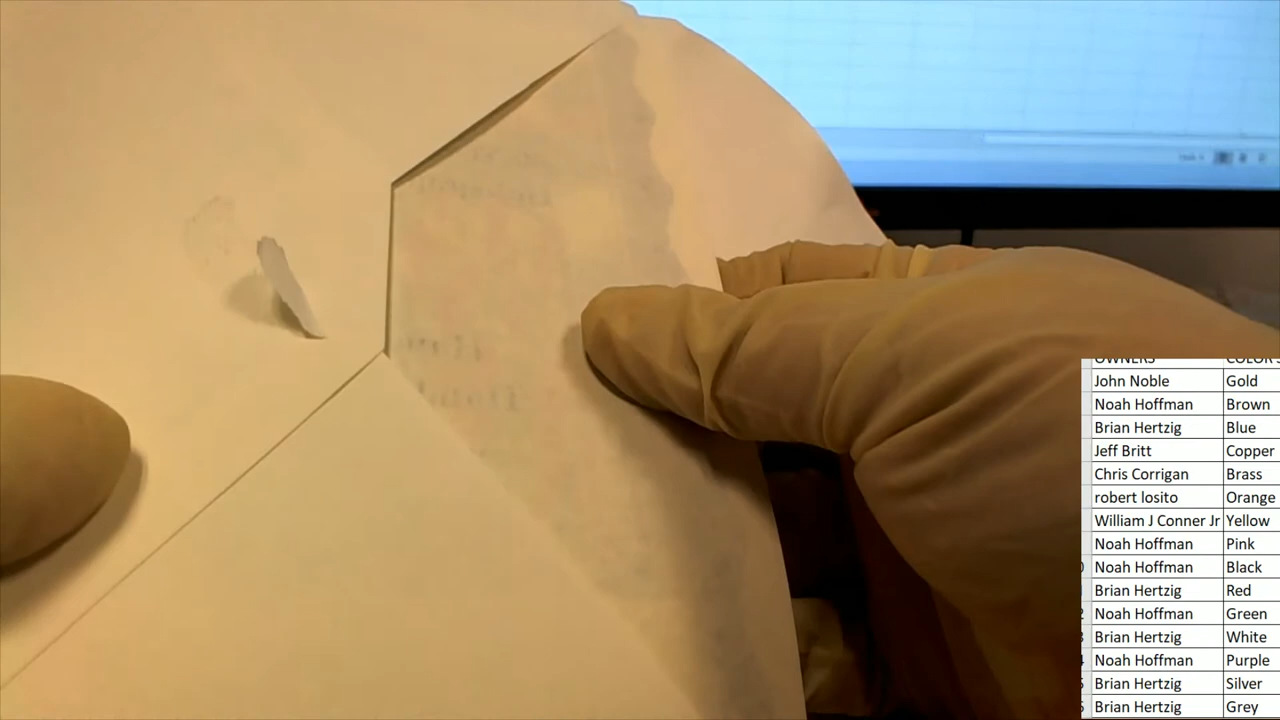 OWNERS
John Noble Gold
Noah Hoffman Brown
Brian Hertzig Blue
Jeff Britt Copper
Chris Corrigan Brass
robert losito Orange
William J Conner Jr Yellow
Noah Hoffman Pink
Noah Hoffman Black
Brian Hertzig Red
Noah Hoffman Green
Brian Hertzig White
Noah Hoffman Purple
Brian Hertzig Silver
Brian Hertzig Grey